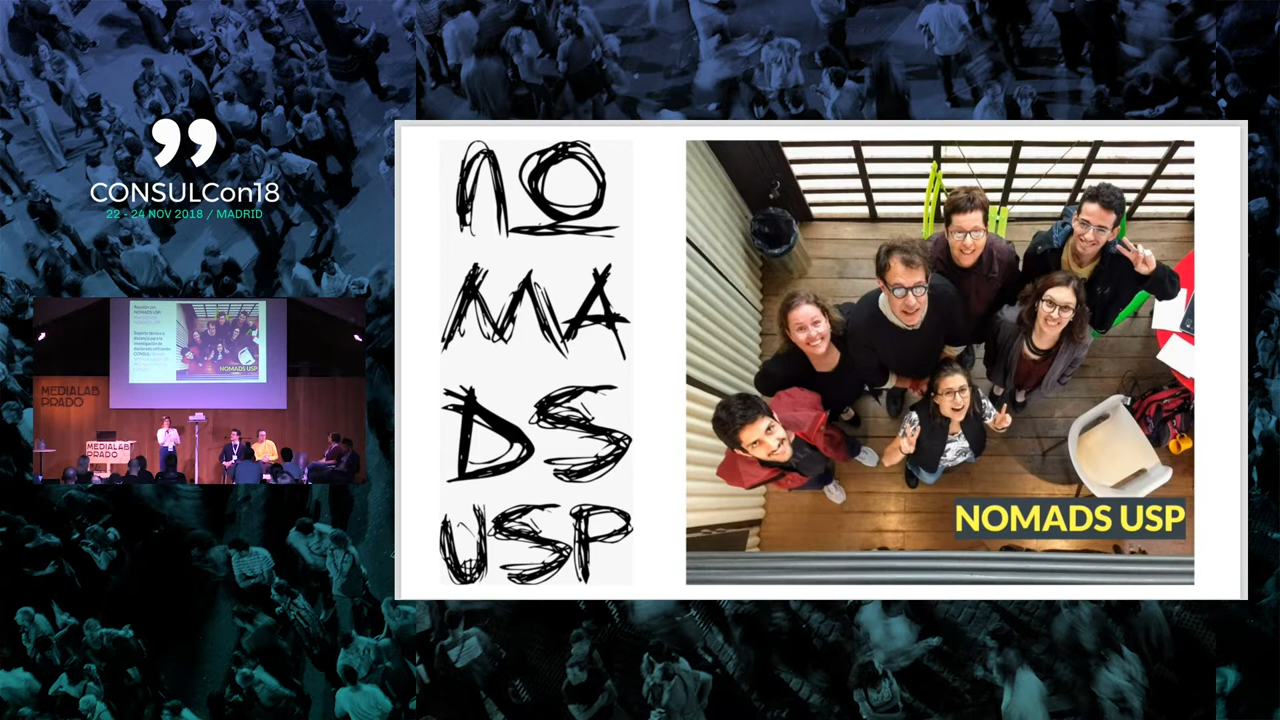 CONSULCon18
22 - 24 NOV 2018 / MADRID
NOMADS USP
MEDIALAB
PRADO
MEDIALAB
PRADO
nO
MA
DS
USP
NOMADS USP